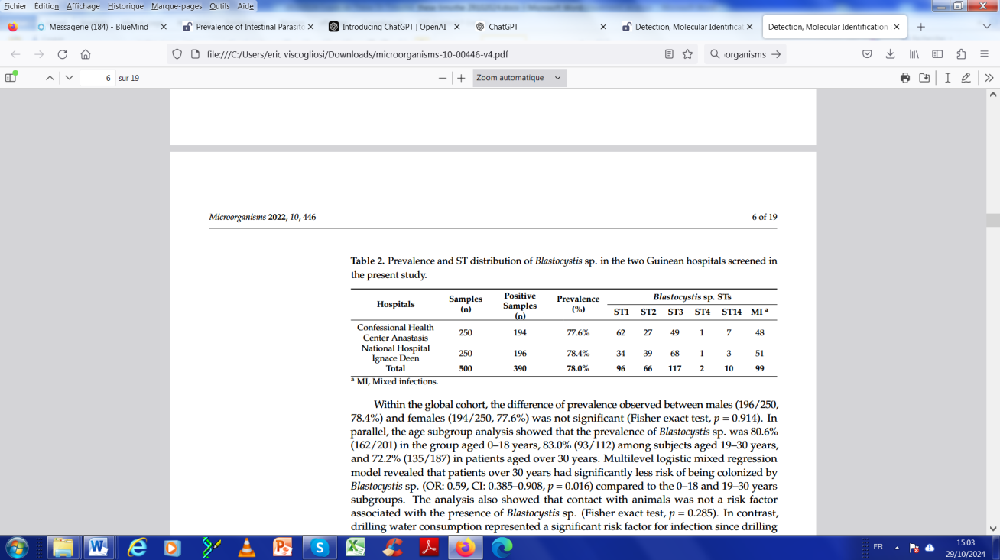 Fichier Édition Affichage Historique Marque-pages Outils Aide
Messagerie (184) - BlueMind
Prevalence of Intestinal Parasito
Introducing ChatGPT | OpenAI
ChatGPT
Detection, Molecular Identificat
Detection, Molecular Identification
file:///C:/Users/eric viscogliosi/Downloads/microorganisms-10-00446-v4.pdf
organisms
6 sur 19
Zoom automatique
Microorganisms 2022, 10, 446
6 of 19
Table 2. Prevalence and ST distribution of Blastocystis sp. in the two Guinean hospitals screened in
the present study.
Hospitals Samples (n) Positive Samples (n) Prevalence (%) Blastocystis sp. STs
ST1 ST2 ST3 ST4 ST14 MI a
Confessional Health
Center Anastasis 250 194 77.6% 62 27 49 1 7 48
National Hospital
Ignace Deen 250 196 78.4% 34 39 68 1 3 51
Total 500 390 78.0% 96 66 117 2 10 99
a MI, Mixed infections.
Within the global cohort, the difference of prevalence observed between males (196/250,
78.4%) and females (194/250, 77.6%) was not significant (Fisher exact test, p = 0.914). In
parallel, the age subgroup analysis showed that the prevalence of Blastocystis sp. was 80.6%
(162/201) in the group aged 0–18 years, 83.0% (93/112) among subjects aged 19–30 years,
and 72.2% (135/187) in patients aged over 30 years. Multilevel logistic mixed regression
model revealed that patients over 30 years had significantly less risk of being colonized by
Blastocystis sp. (OR: 0.59, CI: 0.385–0.908, p = 0.016) compared to the 0–18 and 19–30 years
subgroups. The analysis also showed that contact with animals was not a risk factor
associated with the presence of Blastocystis sp. (Fisher exact test, p = 0.285). In contrast,
drilling water consumption represented a significant risk factor for infection since drilling
FR
15:03
29/10/2024